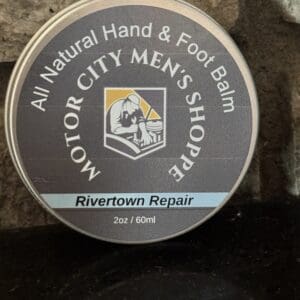 All Natural Hand & Foot Balm
MOTOR CITY MEN'S SHOPPE
Rivertown Repair
2oz / 60ml